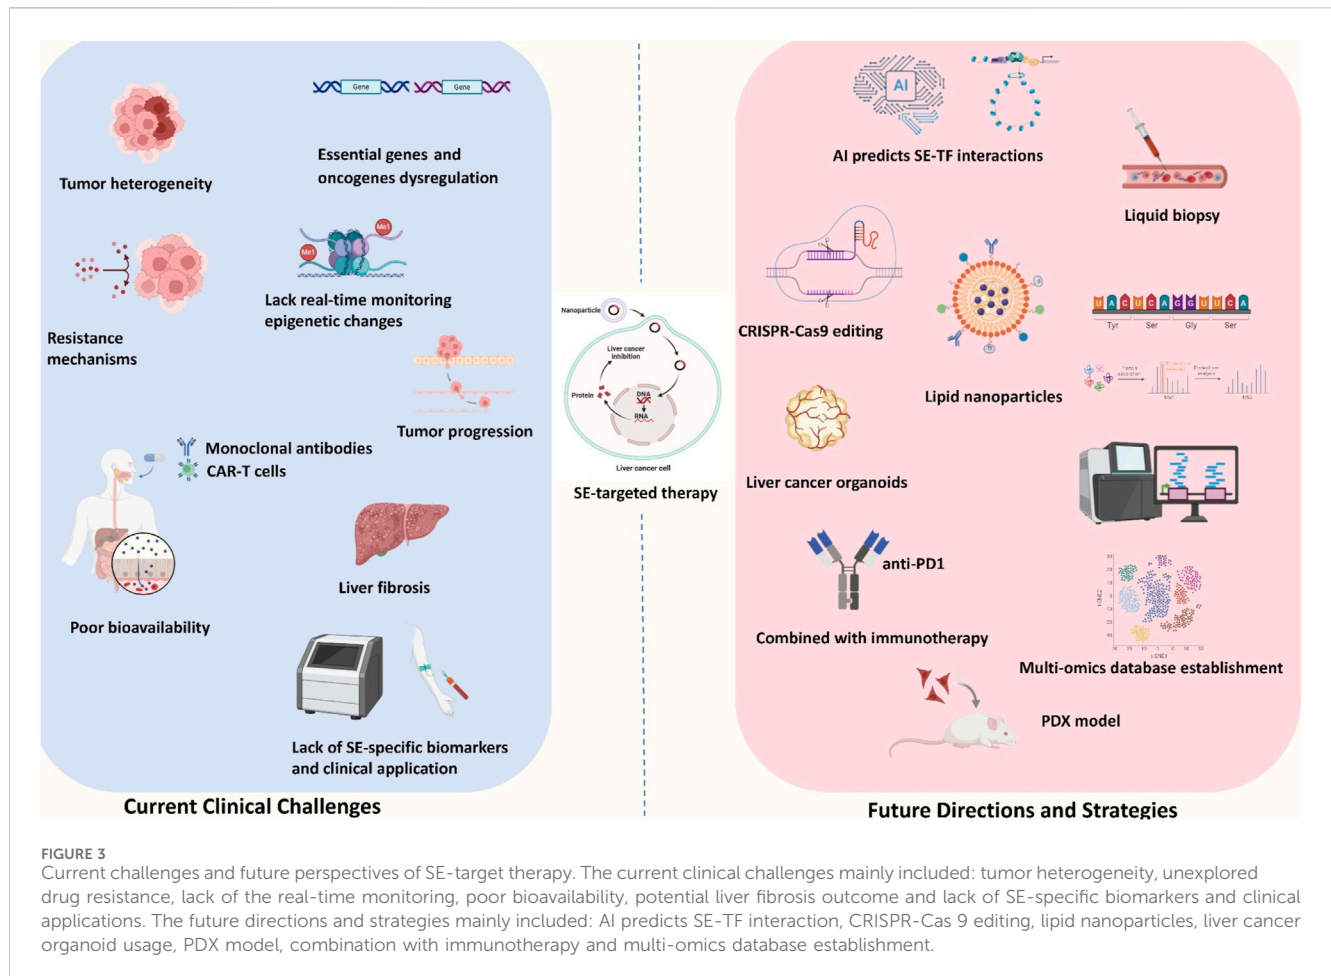 Gene
Gene
Tumor heterogeneity
Essential genes and
oncogenes dysregulation
Me1
Me1
Lack real-time monitoring
epigenetic changes
Resistance
mechanisms
Tumor progression
Monoclonal antibodies
CAR-T cells
Liver fibrosis
Poor bioavailability
Lack of SE-specific biomarkers
and clinical application
Current Clinical Challenges
Nanoparticle
Liver cancer
inhibition
Protein
DNA
RNA
Liver cancer cell
SE-targeted therapy
AI
AI predicts SE-TF interactions
Liquid biopsy
CRISPR-Cas9 editing
Lipid nanoparticles
U A C U C A G G U U C A
Tyr Ser Gly Ser
Liver cancer organoids
anti-PD1
Combined with immunotherapy
Multi-omics database establishment
PDX model
Future Directions and Strategies
FIGURE 3
Current challenges and future perspectives of SE-target therapy. The current clinical challenges mainly included: tumor heterogeneity, unexplored
drug resistance, lack of the real-time monitoring, poor bioavailability, potential liver fibrosis outcome and lack of SE-specific biomarkers and clinical
applications. The future directions and strategies mainly included: AI predicts SE-TF interaction, CRISPR-Cas 9 editing, lipid nanoparticles, liver cancer
organoid usage, PDX model, combination with immunotherapy and multi-omics database establishment.